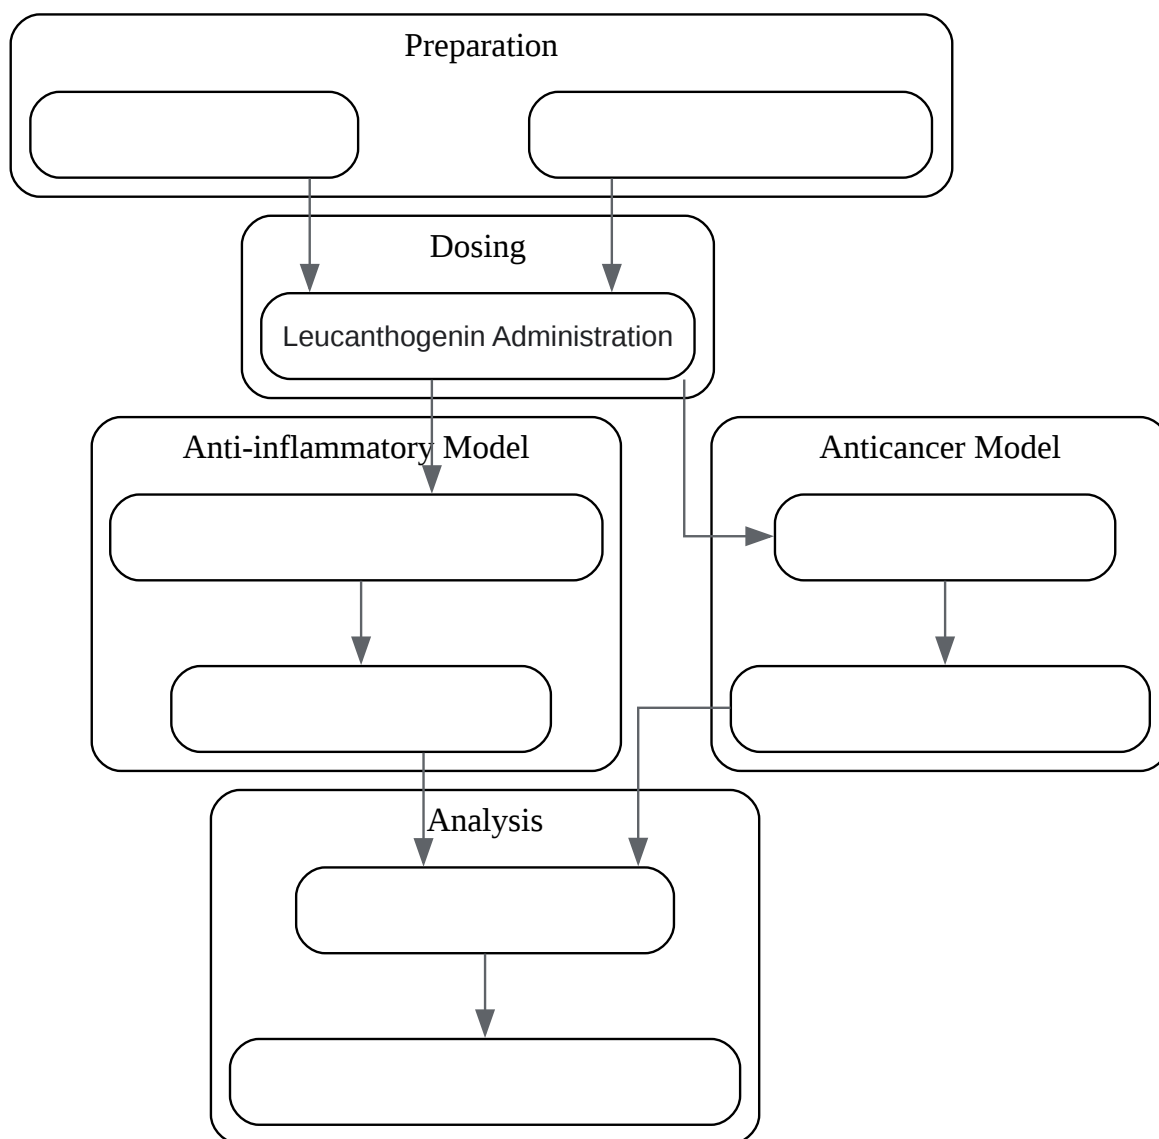 Preparation
Dosing
Leucanthogenin Administration
Anti-inflammatory Model
Anticancer Model
Analysis